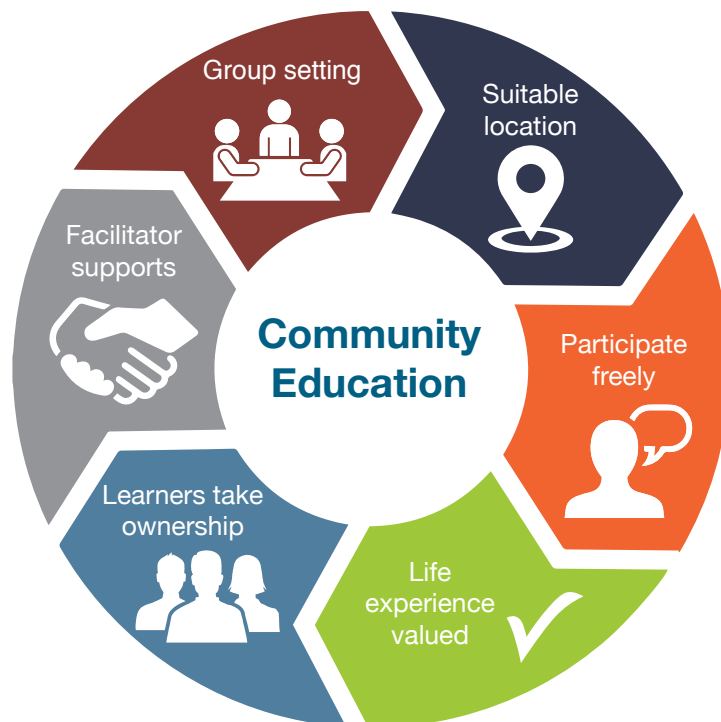 Group setting
Suitable
location
Participate
freely
Life
experience
valued
Learners take
ownership
Facilitator
supports
Community
Education